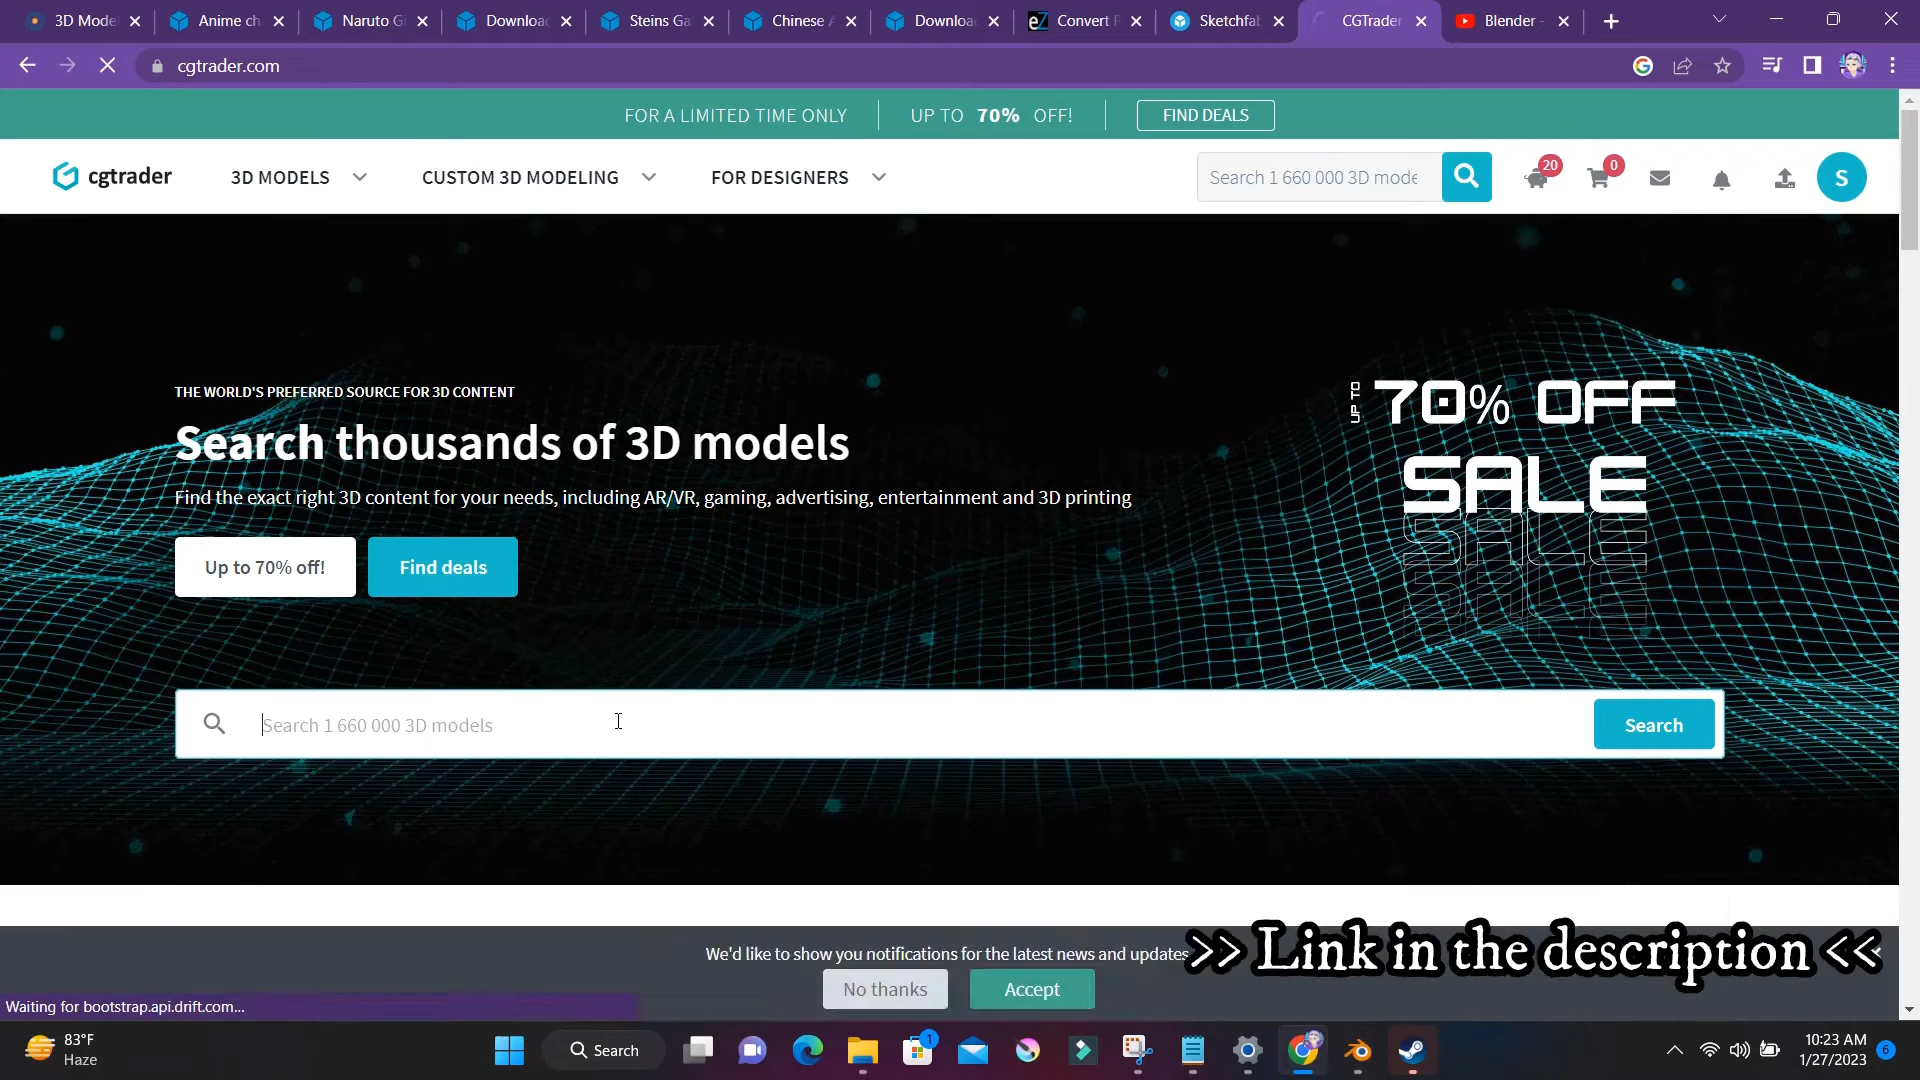 3D Mode
Anime ch
Naruto G
Downloa
Steins Ga
Chinese A
Downloa
eZ Convert F
Sketchfa
CGTrader
Blender -
cgtrader.com
FOR A LIMITED TIME ONLY UP TO 70% OFF! FIND DEALS
cgtrader 3D MODELS CUSTOM 3D MODELING FOR DESIGNERS Search 1 660 000 3D mode 20 0 S
THE WORLD'S PREFERRED SOURCE FOR 3D CONTENT
Search thousands of 3D models
Find the exact right 3D content for your needs, including AR/VR, gaming, advertising, entertainment and 3D printing
Up to 70% off! Find deals
UP TO 70% OFF
SALE
SALE
SALE
Search 1 660 000 3D models Search
We'd like to show you notifications for the latest news and updates
No thanks Accept
>> Link in the description <<
Waiting for bootstrap.api.drift.com...
83°F
Haze
Search
1
10:23 AM
1/27/2023
6